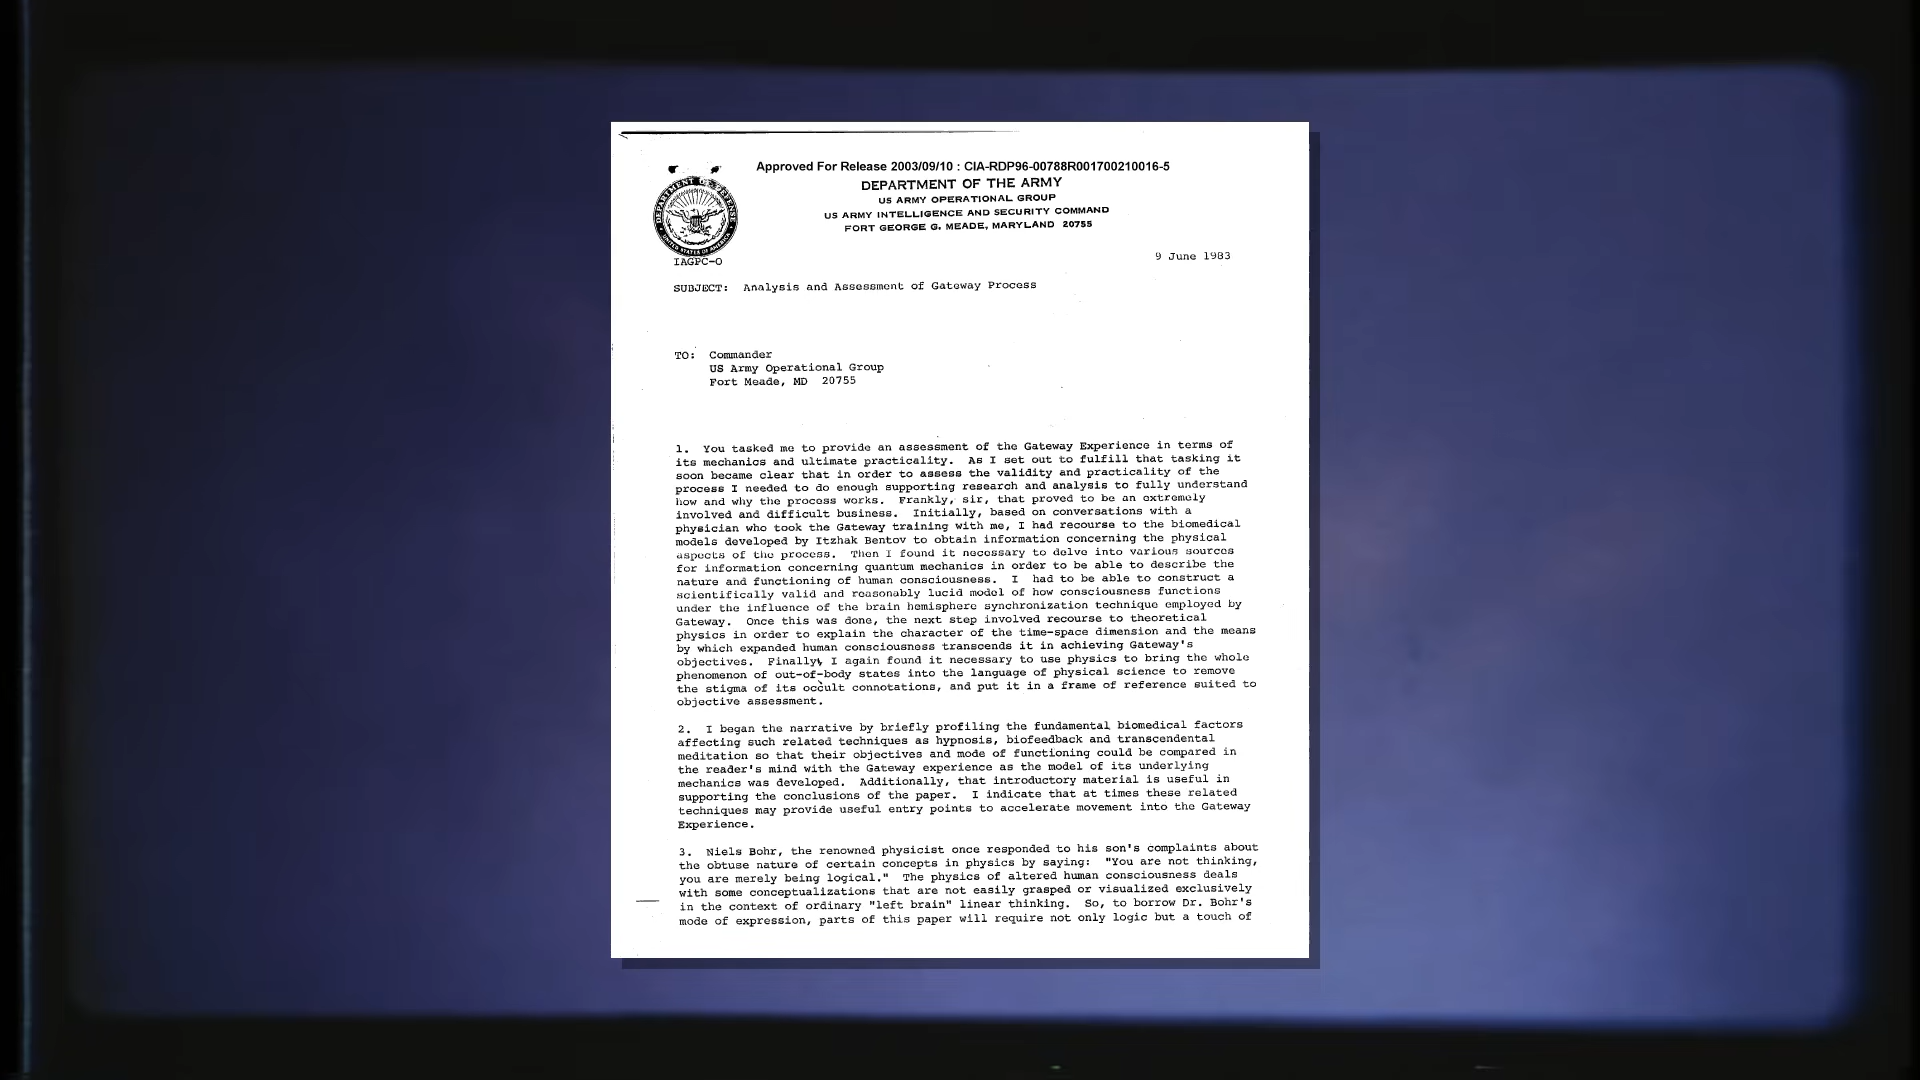 Approved For Release 2003/09/10 : CIA-RDP96-00788R001700210016-5
DEPARTMENT OF THE ARMY
US ARMY OPERATIONAL GROUP
US ARMY INTELLIGENCE AND SECURITY COMMAND
FORT GEORGE G. MEADE, MARYLAND 20755
DEPARTMENT OF DEFENSE
UNITED STATES OF AMERICA
IAGPC-O
9 June 1983
SUBJECT: Analysis and Assessment of Gateway Process
TO: Commander
US Army Operational Group
Fort Meade, MD 20755
1. You tasked me to provide an assessment of the Gateway Experience in terms of
its mechanics and ultimate practicality. As I set out to fulfill that tasking it
soon became clear that in order to assess the validity and practicality of the
process I needed to do enough supporting research and analysis to fully understand
how and why the process works. Frankly, sir, that proved to be an extremely
involved and difficult business. Initially, based on conversations with a
physician who took the Gateway training with me, I had recourse to the biomedical
models developed by Itzhak Bentov to obtain information concerning the physical
aspects of the process. Then I found it necessary to delve into various sources
for information concerning quantum mechanics in order to be able to describe the
nature and functioning of human consciousness. I had to be able to construct a
scientifically valid and reasonably lucid model of how consciousness functions
under the influence of the brain hemisphere synchronization technique employed by
Gateway. Once this was done, the next step involved recourse to theoretical
physics in order to explain the character of the time-space dimension and the means
by which expanded human consciousness transcends it in achieving Gateway's
objectives. Finally, I again found it necessary to use physics to bring the whole
phenomenon of out-of-body states into the language of physical science to remove
the stigma of its occult connotations, and put it in a frame of reference suited to
objective assessment.
2. I began the narrative by briefly profiling the fundamental biomedical factors
affecting such related techniques as hypnosis, biofeedback and transcendental
meditation so that their objectives and mode of functioning could be compared in
the reader's mind with the Gateway experience as the model of its underlying
mechanics was developed. Additionally, that introductory material is useful in
supporting the conclusions of the paper. I indicate that at times these related
techniques may provide useful entry points to accelerate movement into the Gateway
Experience.
3. Niels Bohr, the renowned physicist once responded to his son's complaints about
the obtuse nature of certain concepts in physics by saying: "You are not thinking,
you are merely being logical." The physics of altered human consciousness deals
with some conceptualizations that are not easily grasped or visualized exclusively
in the context of ordinary "left brain" linear thinking. So, to borrow Dr. Bohr's
mode of expression, parts of this paper will require not only logic but a touch of